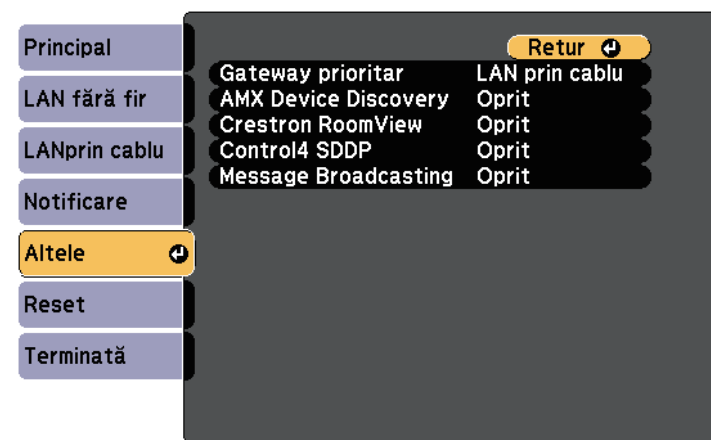 Principal
LAN fără fir
LANprin cablu
Notificare
Altele
Reset
Terminată
Retur
Gateway prioritar LAN prin cablu
AMX Device Discovery Oprit
Crestron RoomView Oprit
Control4 SDDP Oprit
Message Broadcasting Oprit